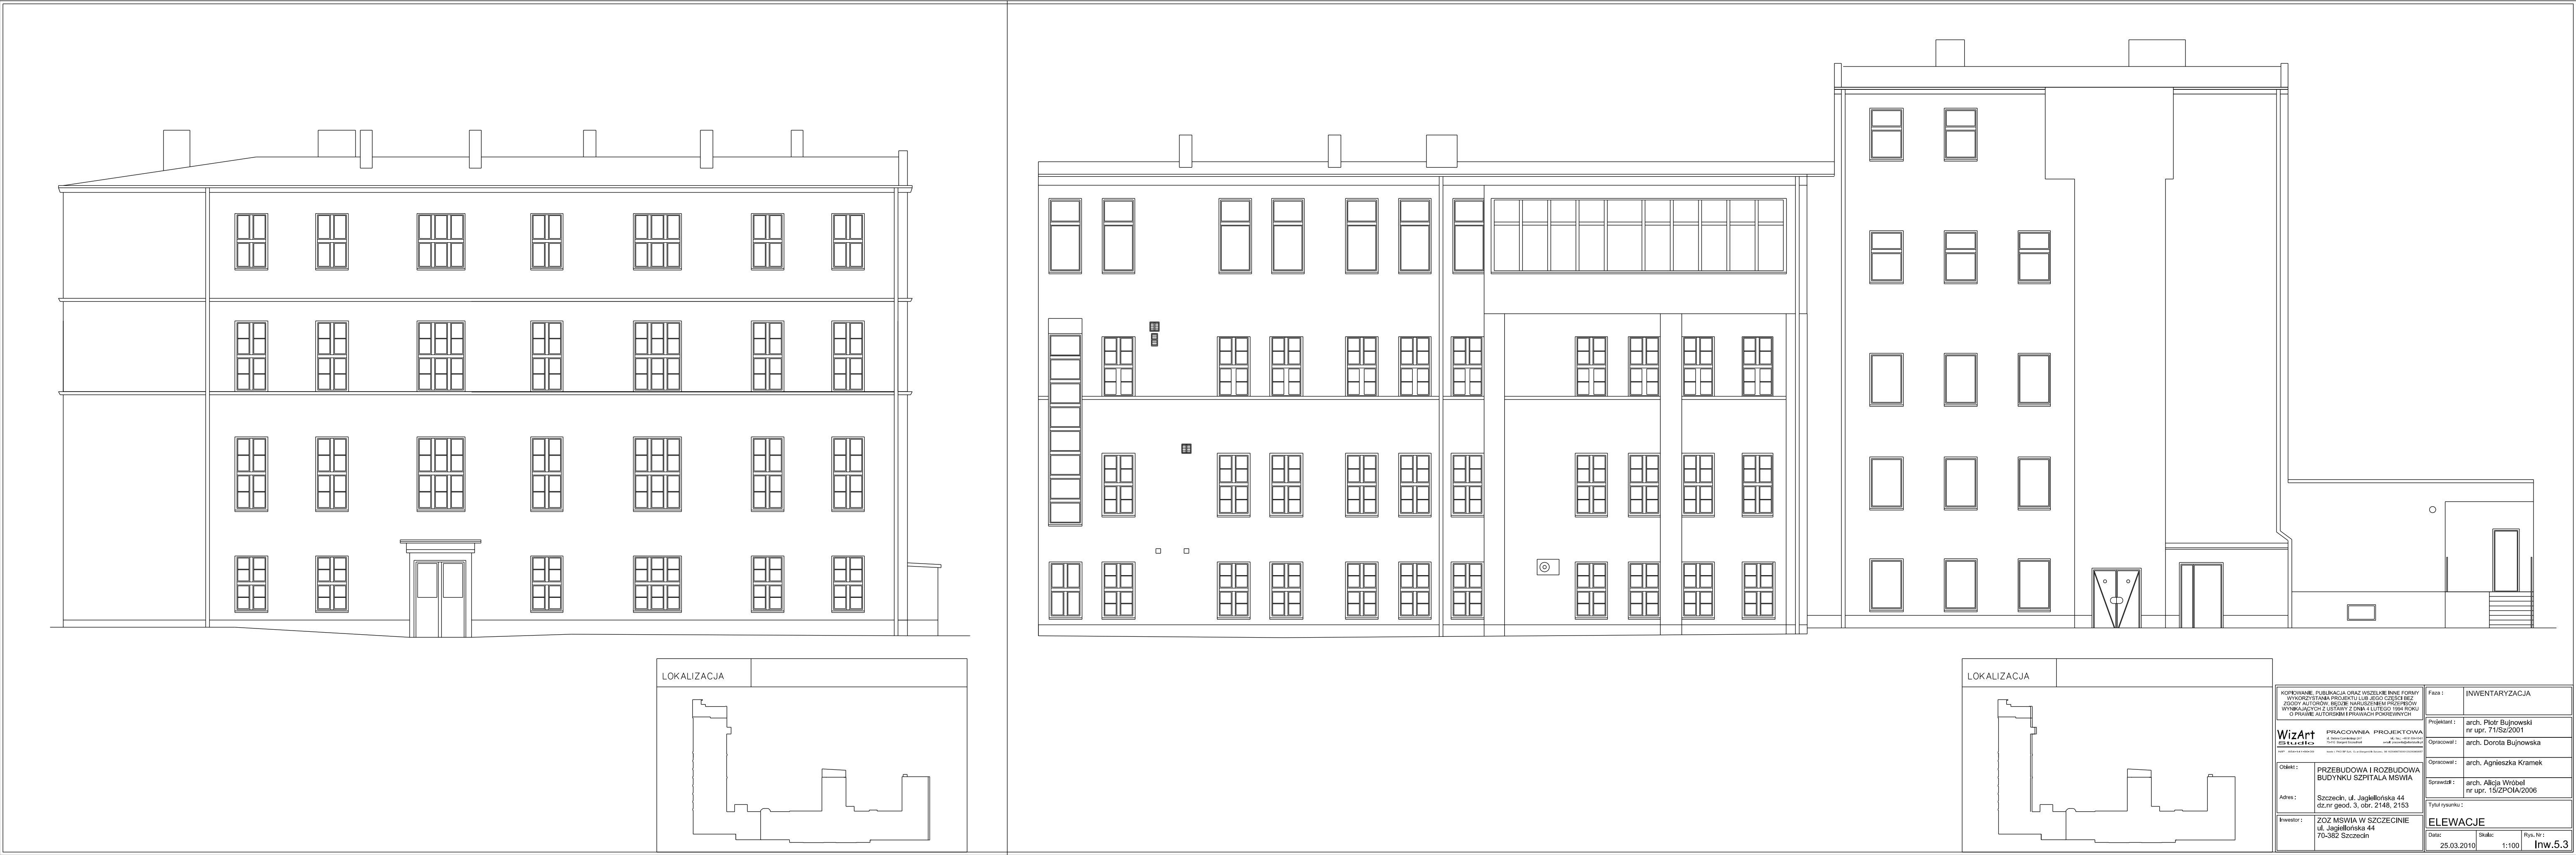 LOKALIZACJA
LOKALIZACJA
KOPIOWANIE, PUBLIKACJA ORAZ WSZELKIE INNE FORMY
WYKORZYSTANIA PROJEKTU LUB JEGO CZĘŚCI BEZ
ZGODY AUTORÓW, BĘDZIE NARUSZENIEM PRZEPISÓW
WYNIKAJĄCYCH Z USTAWY Z DNIA 4 LUTEGO 1994 ROKU
O PRAWIE AUTORSKIM I PRAWACH POKREWNYCH
WizArt
Studio
PRACOWNIA PROJEKTOWA
Obiekt :
PRZEBUDOWA I ROZBUDOWA
BUDYNKU SZPITALA MSWIA
Adres :
Szczecin, ul. Jagiellońska 44
dz.nr geod. 3, obr. 2148, 2153
Inwestor :
ZOZ MSWIA W SZCZECINIE
ul. Jagiellońska 44
70-382 Szczecin
Faza :
INWENTARYZACJA
Projektant :
arch. Piotr Bujnowski
nr upr. 71/Sz/2001
Opracował :
arch. Dorota Bujnowska
Opracował :
arch. Agnieszka Kramek
Sprawdził :
arch. Alicja Wróbel
nr upr. 15/ZPOIA/2006
Tytuł rysunku :
ELEWACJE
Data:
25.03.2010
Skala:
1:100
Rys. Nr :
Inw.5.3